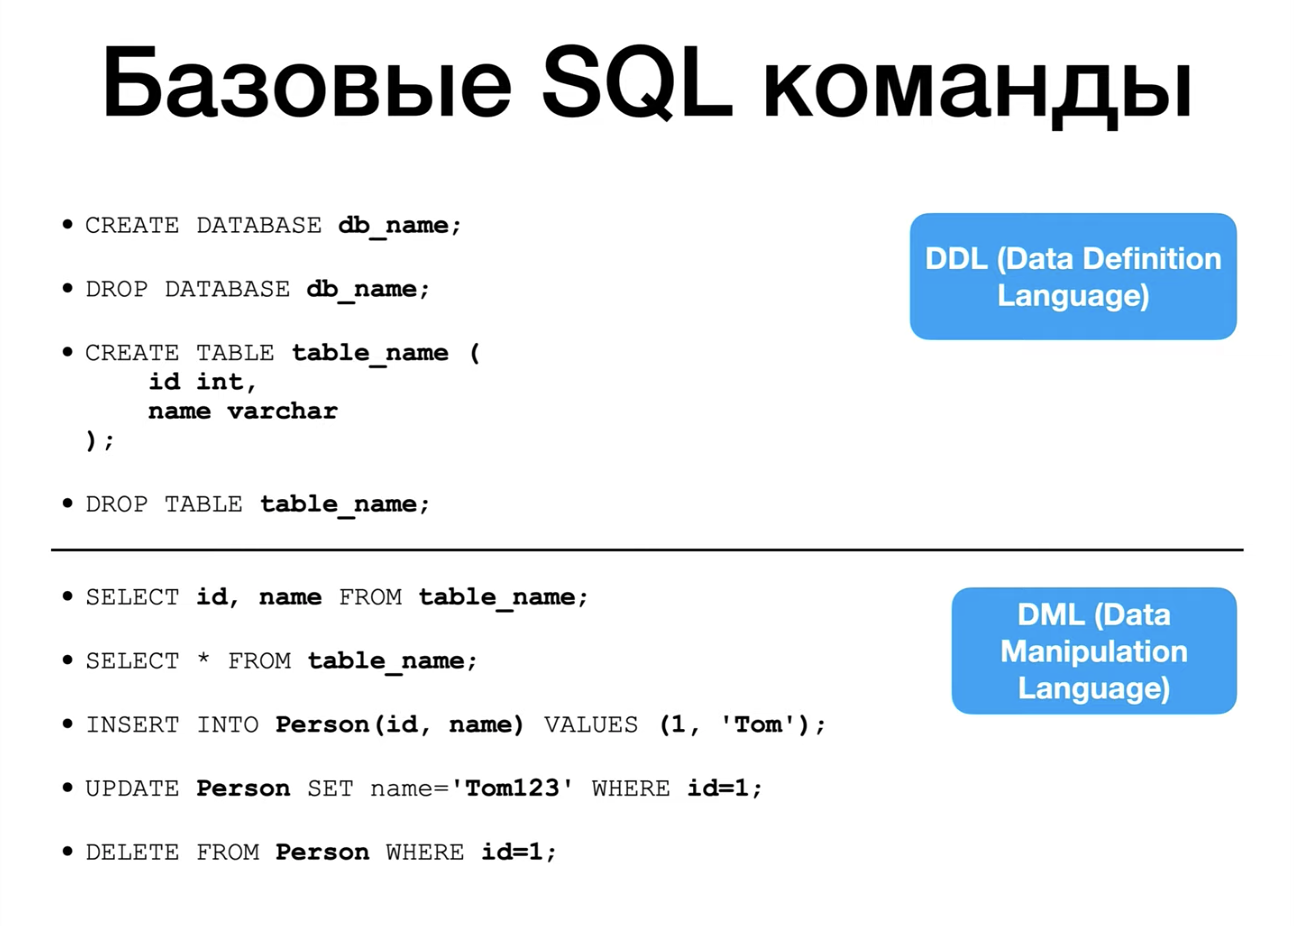 Базовые SQL команды
• CREATE DATABASE db_name;
• DROP DATABASE db_name;
• CREATE TABLE table_name (
id int,
name varchar
);
• DROP TABLE table_name;
DDL (Data Definition
Language)
• SELECT id, name FROM table_name;
• SELECT * FROM table_name;
• INSERT INTO Person(id, name) VALUES (1, 'Tom');
• UPDATE Person SET name='Tom123' WHERE id=1;
• DELETE FROM Person WHERE id=1;
DML (Data
Manipulation
Language)